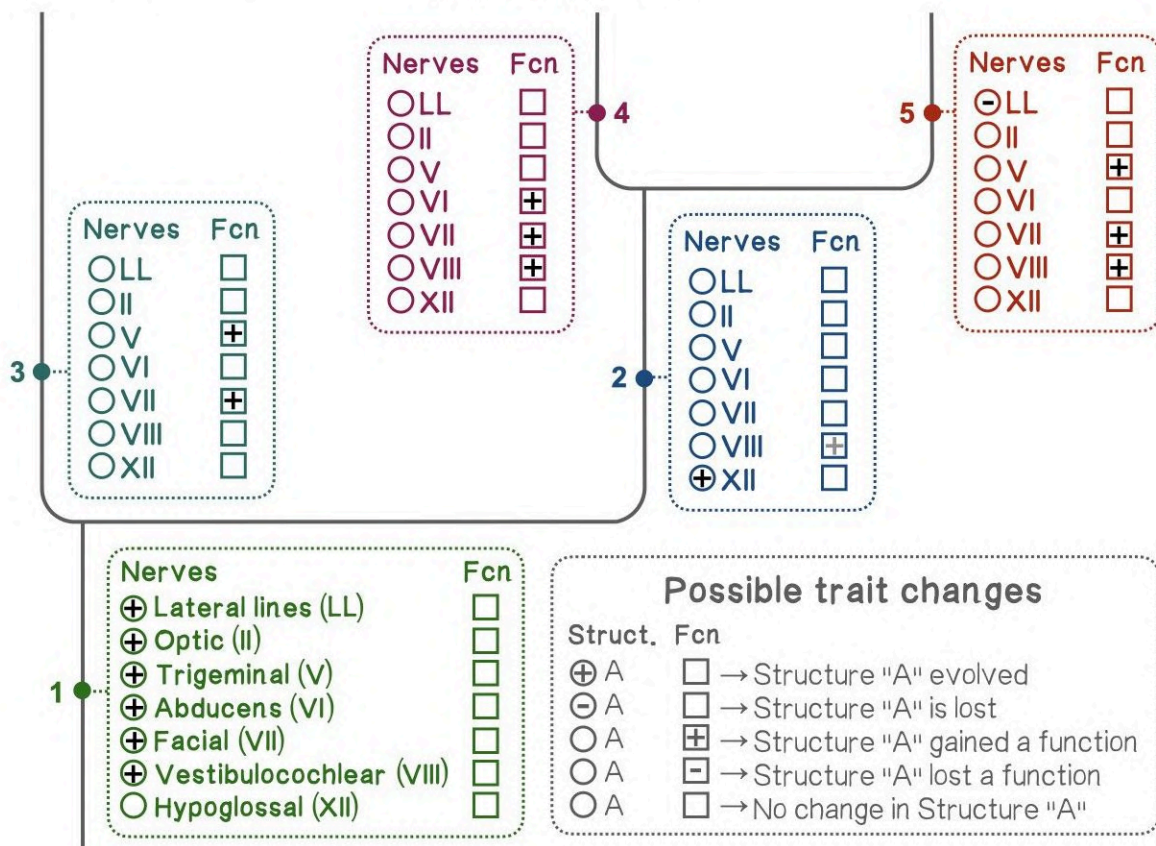 Nerves Fcn
LL
II
V
VI
VII
VIII
XII
4
Nerves Fcn
- LL
II
V +
VI
VII +
VIII +
XII
5
Nerves Fcn
LL
II
V +
VI
VII +
VIII
XII
3
Nerves Fcn
LL
II
V
VI
VII
VIII +
+ XII
2
Nerves Fcn
+ Lateral lines (LL)
+ Optic (II)
+ Trigeminal (V)
+ Abducens (VI)
+ Facial (VII)
+ Vestibulocochlear (VIII)
Hypoglossal (XII)
1
Possible trait changes
Struct. Fcn
+ A → Structure "A" evolved
- A → Structure "A" is lost
A + → Structure "A" gained a function
A - → Structure "A" lost a function
A → No change in Structure "A"